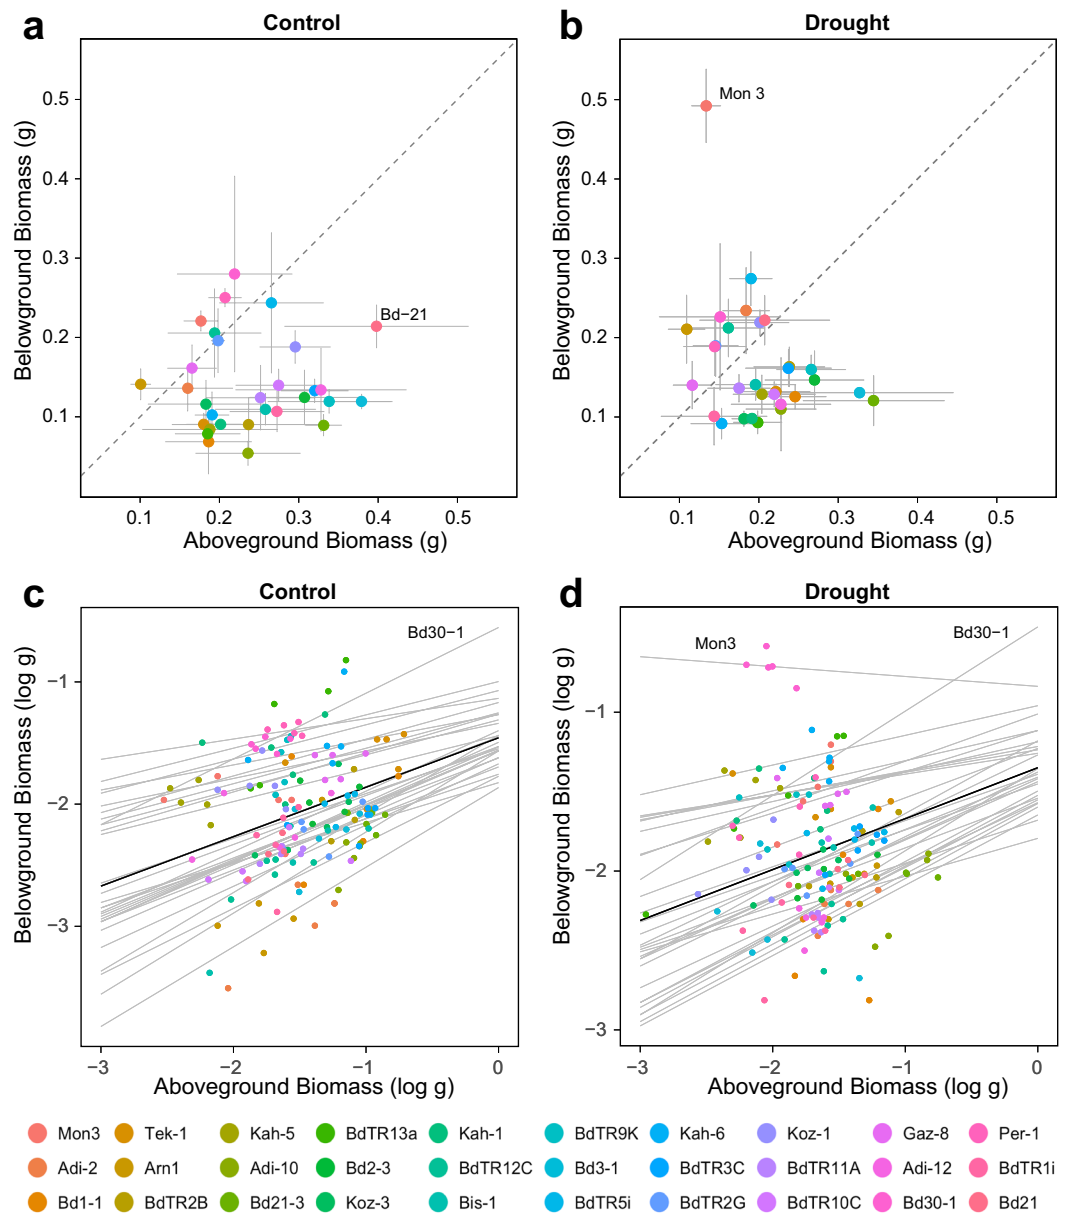 a
Control
Belowground Biomass (g)
0.5
0.4
0.3
0.2
0.1
Bd−21
0.1 0.2 0.3 0.4 0.5
Aboveground Biomass (g)
b
Drought
Belowground Biomass (g)
0.5
0.4
0.3
0.2
0.1
Mon 3
0.1 0.2 0.3 0.4 0.5
Aboveground Biomass (g)
c
Control
Belowground Biomass (log g)
−1
−2
−3
Bd30−1
−3 −2 −1 0
Aboveground Biomass (log g)
d
Drought
Belowground Biomass (log g)
−1
−2
−3
Mon3
Bd30−1
−3 −2 −1 0
Aboveground Biomass (log g)
Mon3 Tek-1 Kah-5 BdTR13a Kah-1 BdTR9K Kah-6 Koz-1 Gaz-8 Per-1
Adi-2 Arn1 Adi-10 Bd2-3 BdTR12C Bd3-1 BdTR3C BdTR11A Adi-12 BdTR1i
Bd1-1 BdTR2B Bd21-3 Koz-3 Bis-1 BdTR5i BdTR2G BdTR10C Bd30-1 Bd21